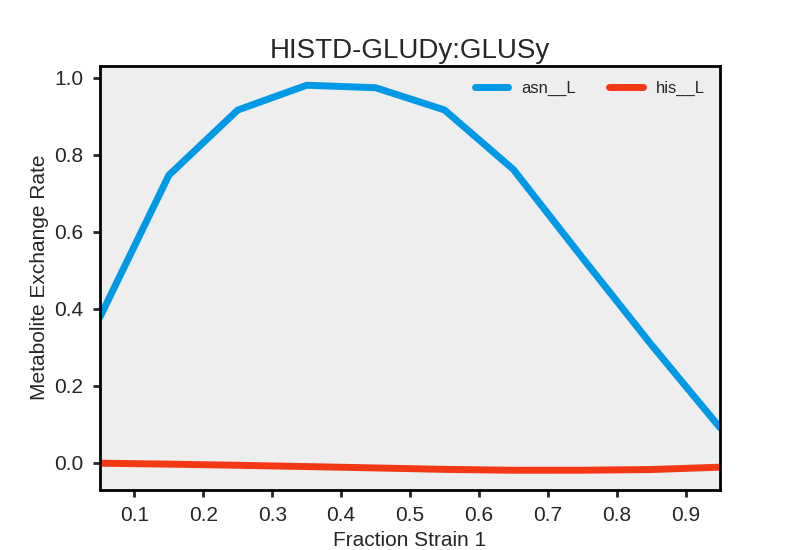 HISTD-GLUDy:GLUSy
asn__L his__L
Metabolite Exchange Rate
1.0
0.8
0.6
0.4
0.2
0.0
0.1 0.2 0.3 0.4 0.5 0.6 0.7 0.8 0.9
Fraction Strain 1